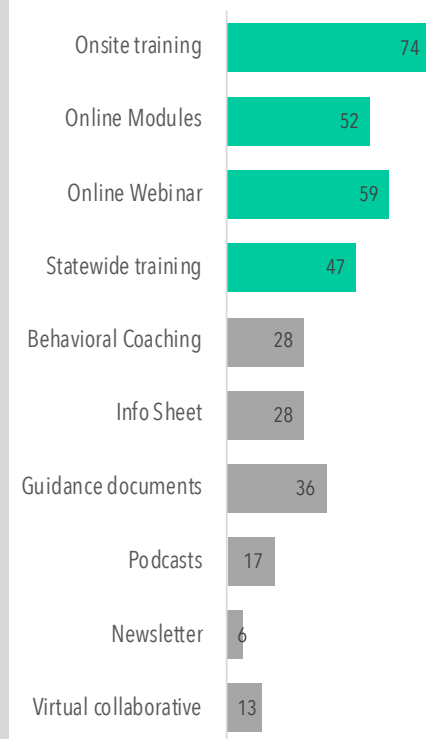 Onsite training 74
Online Modules 52
Online Webinar 59
Statewide training 47
Behavioral Coaching 28
Info Sheet 28
Guidance documents 36
Podcasts 17
Newsletter 6
Virtual collaborative 13